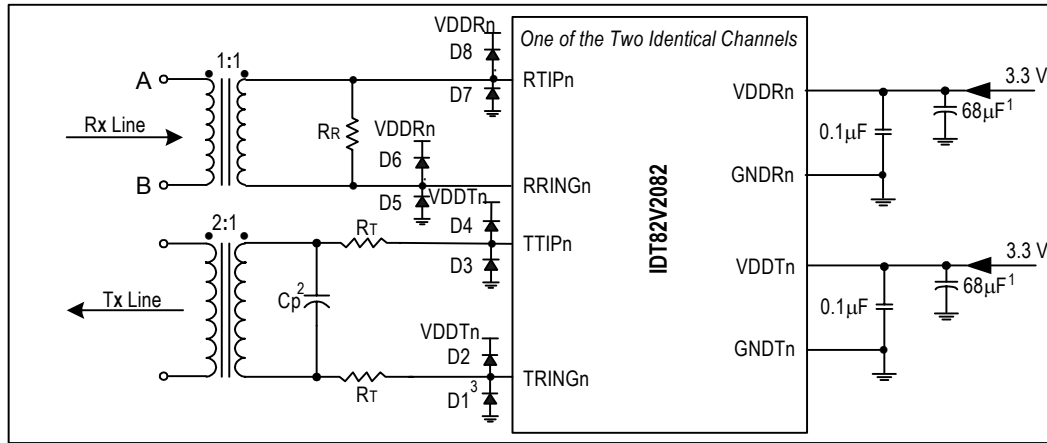 One of the Two Identical Channels
VDDRn
D8
A
1:1
RTIPn
D7
VDDRn
3.3 V
68µF1
Rx Line
RR
VDDRn
D6
0.1µF
B
RRINGn
GNDRn
D5
VDDTn
D4
2:1
RT
TTIPn
D3
IDT82V2082
VDDTn
3.3 V
68µF1
Tx Line
Cp2
0.1µF
VDDTn
D2
GNDTn
TRINGn
RT
D13